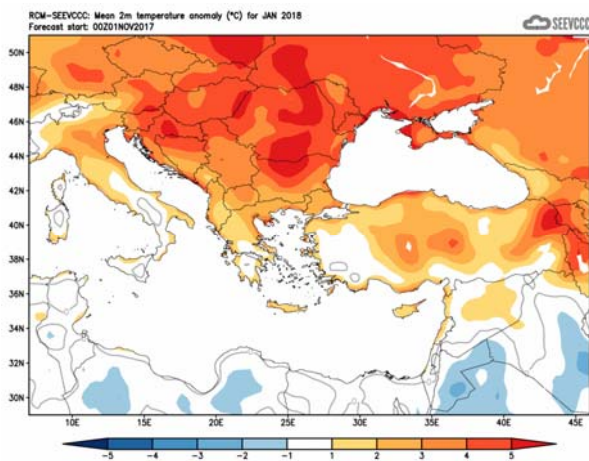 RCM-SEEVCCC: Mean 2m temperature anomaly (°C) for JAN 2018
Forecast start: 00Z01NOV2017
SEEVCCC
50N
48N
46N
44N
42N
40N
38N
36N
34N
32N
30N
10E 15E 20E 25E 30E 35E 40E 45E
-5 -4 -3 -2 -1 1 2 3 4 5